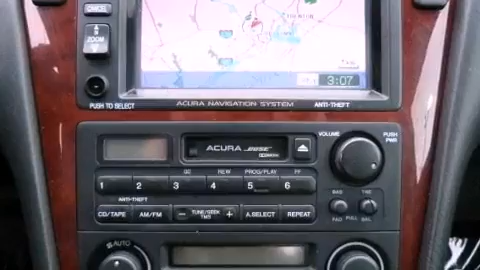 CANCEL
ZOOM
TRENTON
3:07
PUSH TO SELECT
ACURA NAVIGATION SYSTEM
ANTI-THEFT
VOLUME
PUSH
PWR
ACURA BOSE
REW PROG/PLAY FF
1 2 3 4 5 6
ANTI-THEFT
CD/TAPE AM/FM TUNE/SEEK A.SELECT REPEAT
BAS TRE
FAD PULL BAL
AUTO